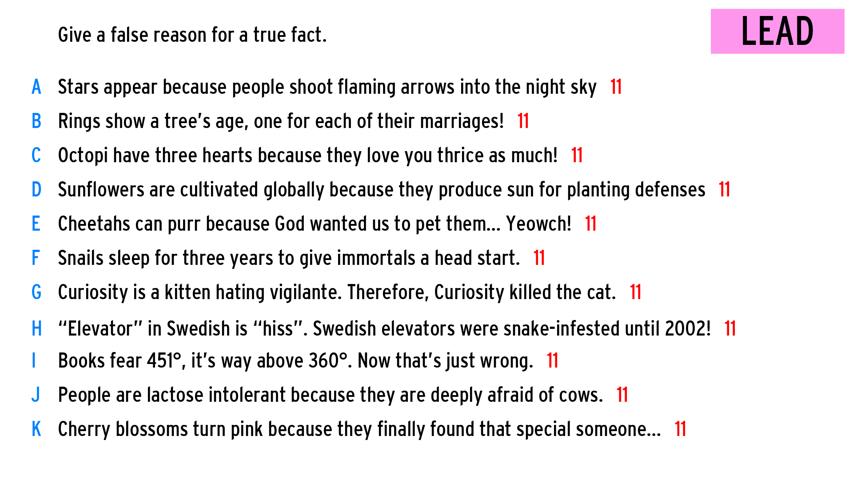 Give a false reason for a true fact.
LEAD
A Stars appear because people shoot flaming arrows into the night sky 11
B Rings show a tree's age, one for each of their marriages! 11
C Octopi have three hearts because they love you thrice as much! 11
D Sunflowers are cultivated globally because they produce sun for planting defenses 11
E Cheetahs can purr because God wanted us to pet them... Yeowch! 11
F Snails sleep for three years to give immortals a head start. 11
G Curiosity is a kitten hating vigilante. Therefore, Curiosity killed the cat. 11
H “Elevator” in Swedish is “hiss”. Swedish elevators were snake-infested until 2002! 11
I Books fear 451°, it's way above 360°. Now that's just wrong. 11
J People are lactose intolerant because they are deeply afraid of cows. 11
K Cherry blossoms turn pink because they finally found that special someone... 11